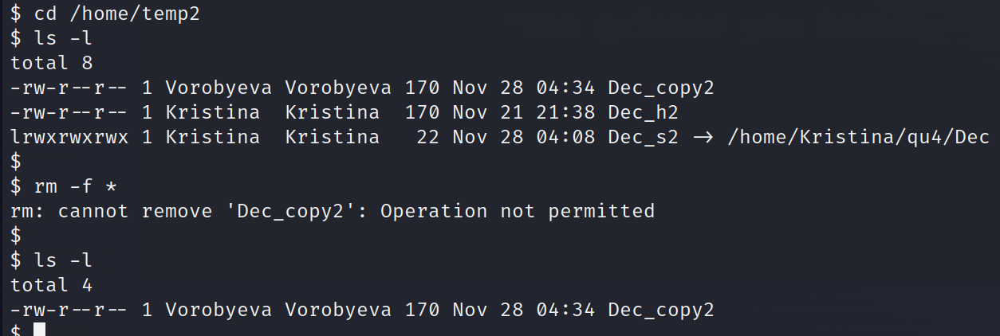 $ cd /home/temp2
$ ls -l
total 8
-rw-r--r-- 1 Vorobyeva Vorobyeva 170 Nov 28 04:34 Dec_copy2
-rw-r--r-- 1 Kristina  Kristina  170 Nov 21 21:38 Dec_h2
lrwxrwxrwx 1 Kristina  Kristina   22 Nov 28 04:08 Dec_s2 -> /home/Kristina/qu4/Dec
$
$ rm -f *
rm: cannot remove 'Dec_copy2': Operation not permitted
$
$ ls -l
total 4
-rw-r--r-- 1 Vorobyeva Vorobyeva 170 Nov 28 04:34 Dec_copy2
$